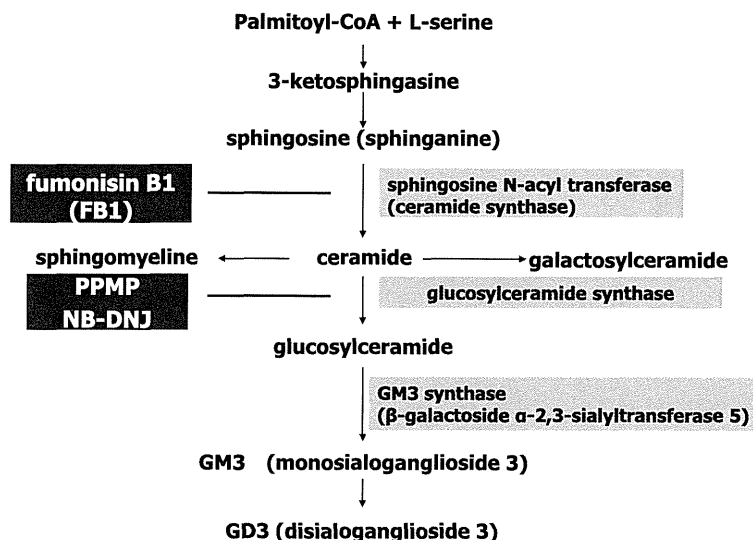 Palmitoyl-CoA + L-serine
3-ketosphingasine
sphingosine (sphinganine)
fumonisin B1
(FB1)
sphingosine N-acyl transferase
(ceramide synthase)
sphingomyeline
ceramide
galactosylceramide
PPMP
NB-DNJ
glucosylceramide synthase
glucosylceramide
GM3 synthase
(β-galactoside α-2,3-sialyltransferase 5)
GM3 (monosialoganglioside 3)
GD3 (disialoganglioside 3)